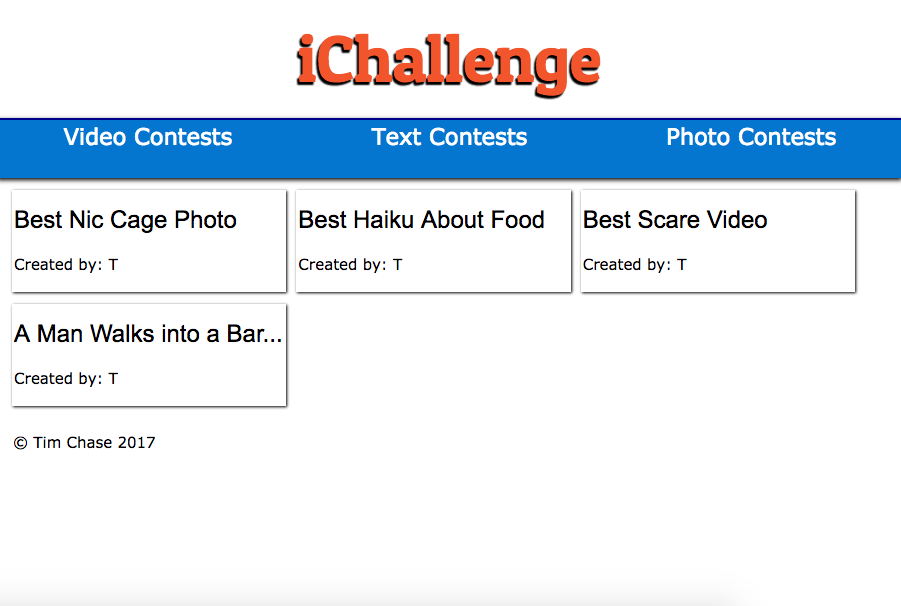 iChallenge
Video Contests
Text Contests
Photo Contests
Best Nic Cage Photo
Created by: T
Best Haiku About Food
Created by: T
Best Scare Video
Created by: T
A Man Walks into a Bar...
Created by: T
© Tim Chase 2017